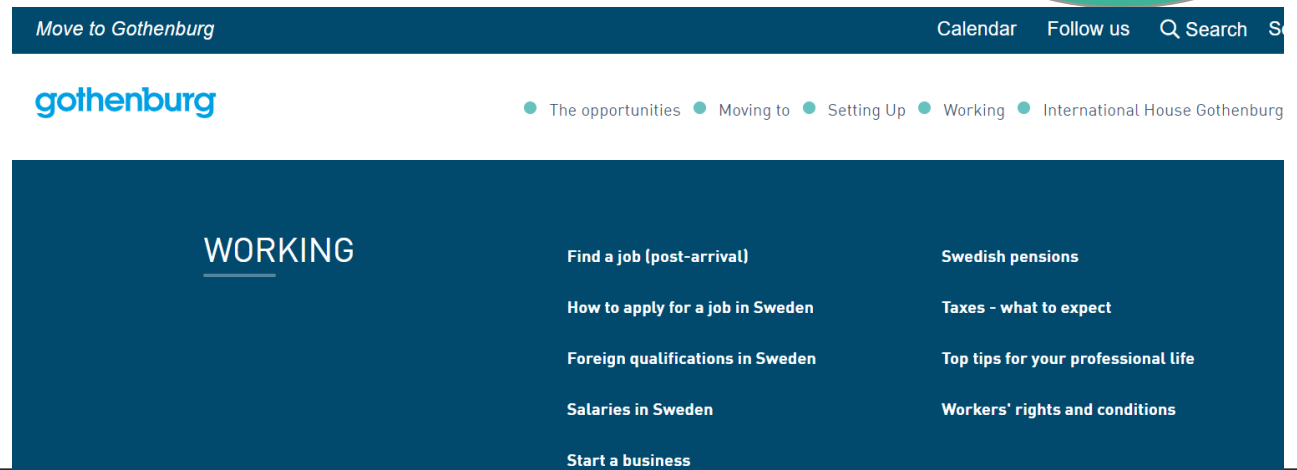 Move to Gothenburg
Calendar Follow us Search
gothenburg
The opportunities Moving to Setting Up Working International House Gothenburg
WORKING
Find a job (post-arrival)
How to apply for a job in Sweden
Foreign qualifications in Sweden
Salaries in Sweden
Start a business
Swedish pensions
Taxes - what to expect
Top tips for your professional life
Workers' rights and conditions